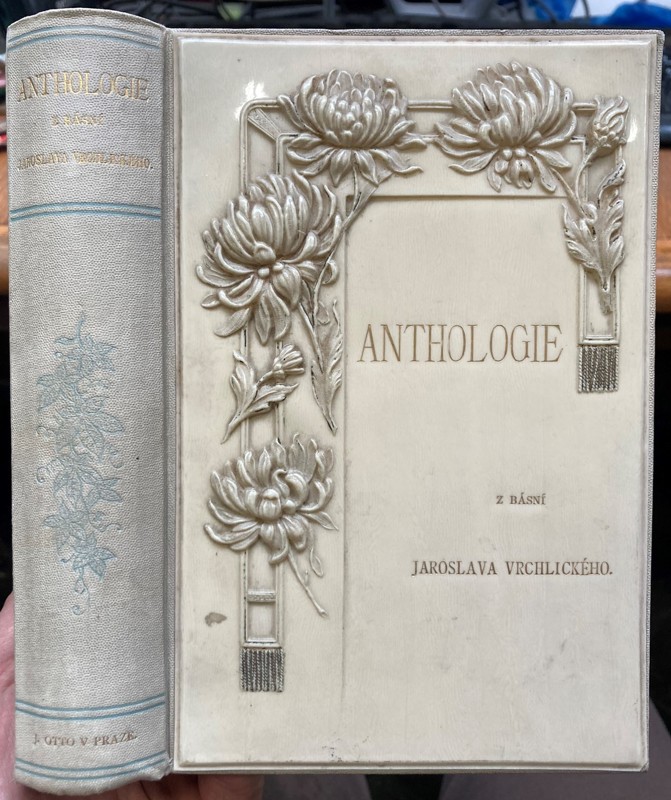 ANTHOLOGIE
Z BÁSNÍ
JAROSLAVA VRCHLICKÉHO.
J. OTTO V PRAZE.
ANTHOLOGIE
Z BÁSNÍ
JAROSLAVA VRCHLICKÉHO.